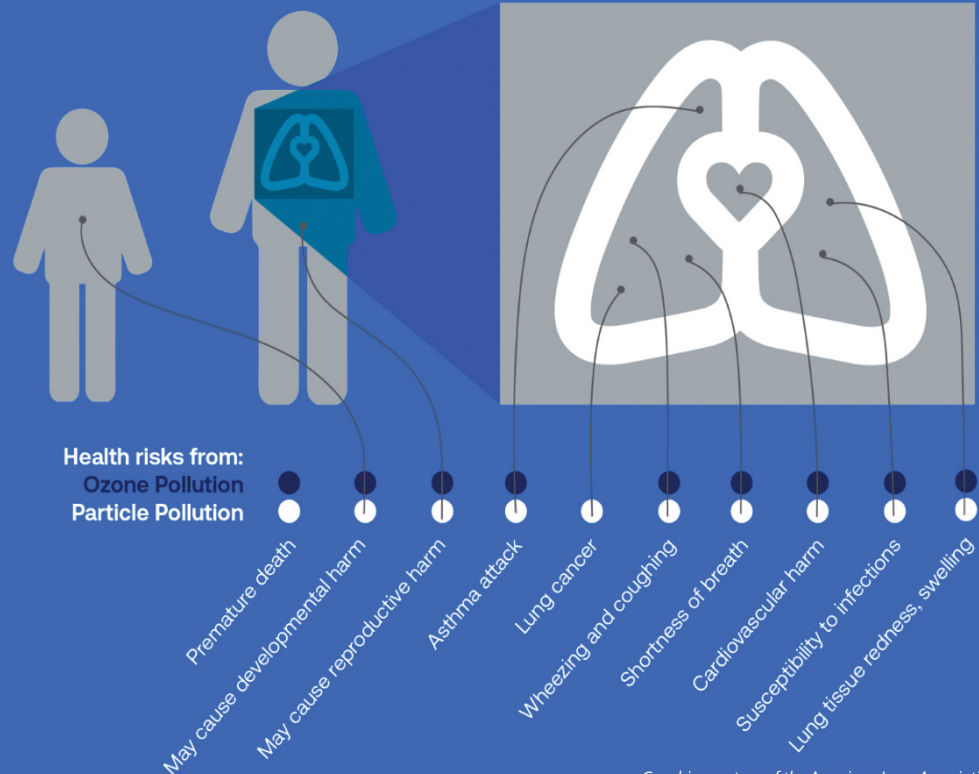 Health risks from:
Ozone Pollution
Particle Pollution
Premature death
May cause developmental harm
May cause reproductive harm
Asthma attack
Lung cancer
Wheezing and coughing
Shortness of breath
Cardiovascular harm
Susceptibility to infections
Lung tissue redness, swelling